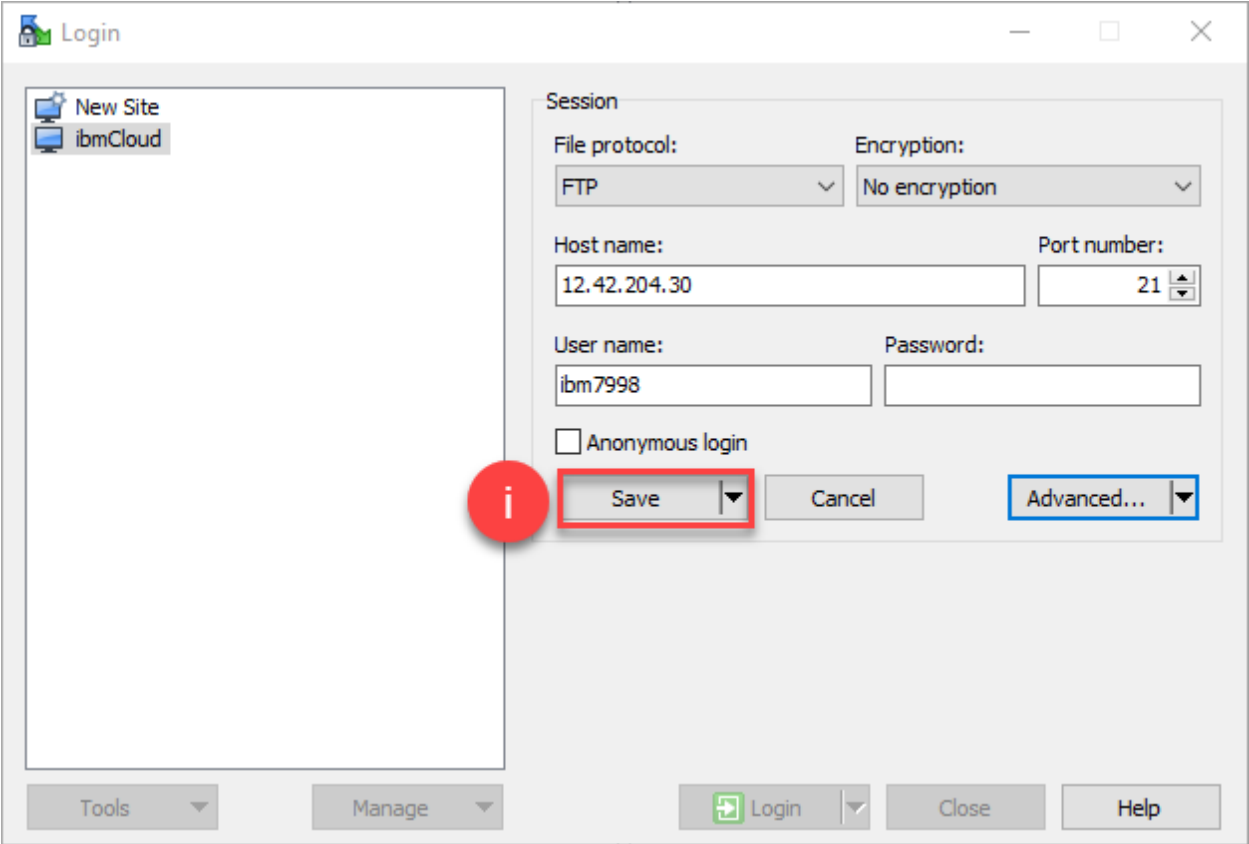 Login
New Site
ibmCloud
Session
File protocol:
Encryption:
FTP
No encryption
Host name:
Port number:
12.42.204.30
21
User name:
Password:
ibm7998
Anonymous login
i
Save
Cancel
Advanced...
Tools
Manage
Login
Close
Help